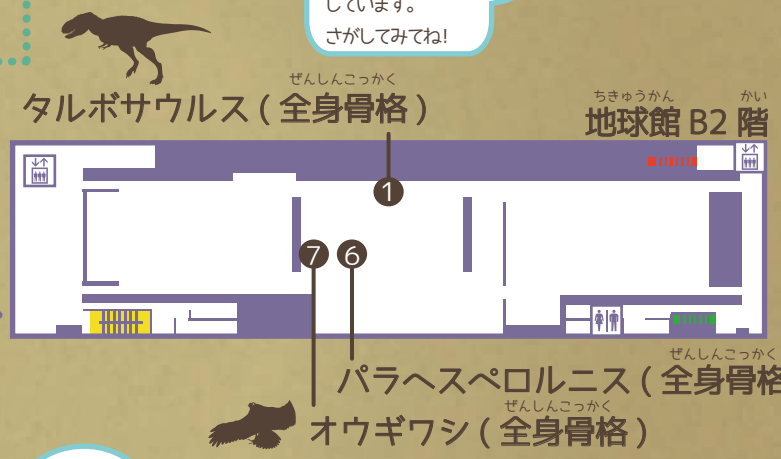 しています。
さがしてみてね!
ぜんしんこっかく
タルボサウルス ( 全身骨格 )
ちきゅうかん かい
地球館 B2 階
1
7 6
ぜんしんこっかく
パラヘスペロルニス ( 全身骨格
ぜんしんこっかく
オウギワシ ( 全身骨格 )